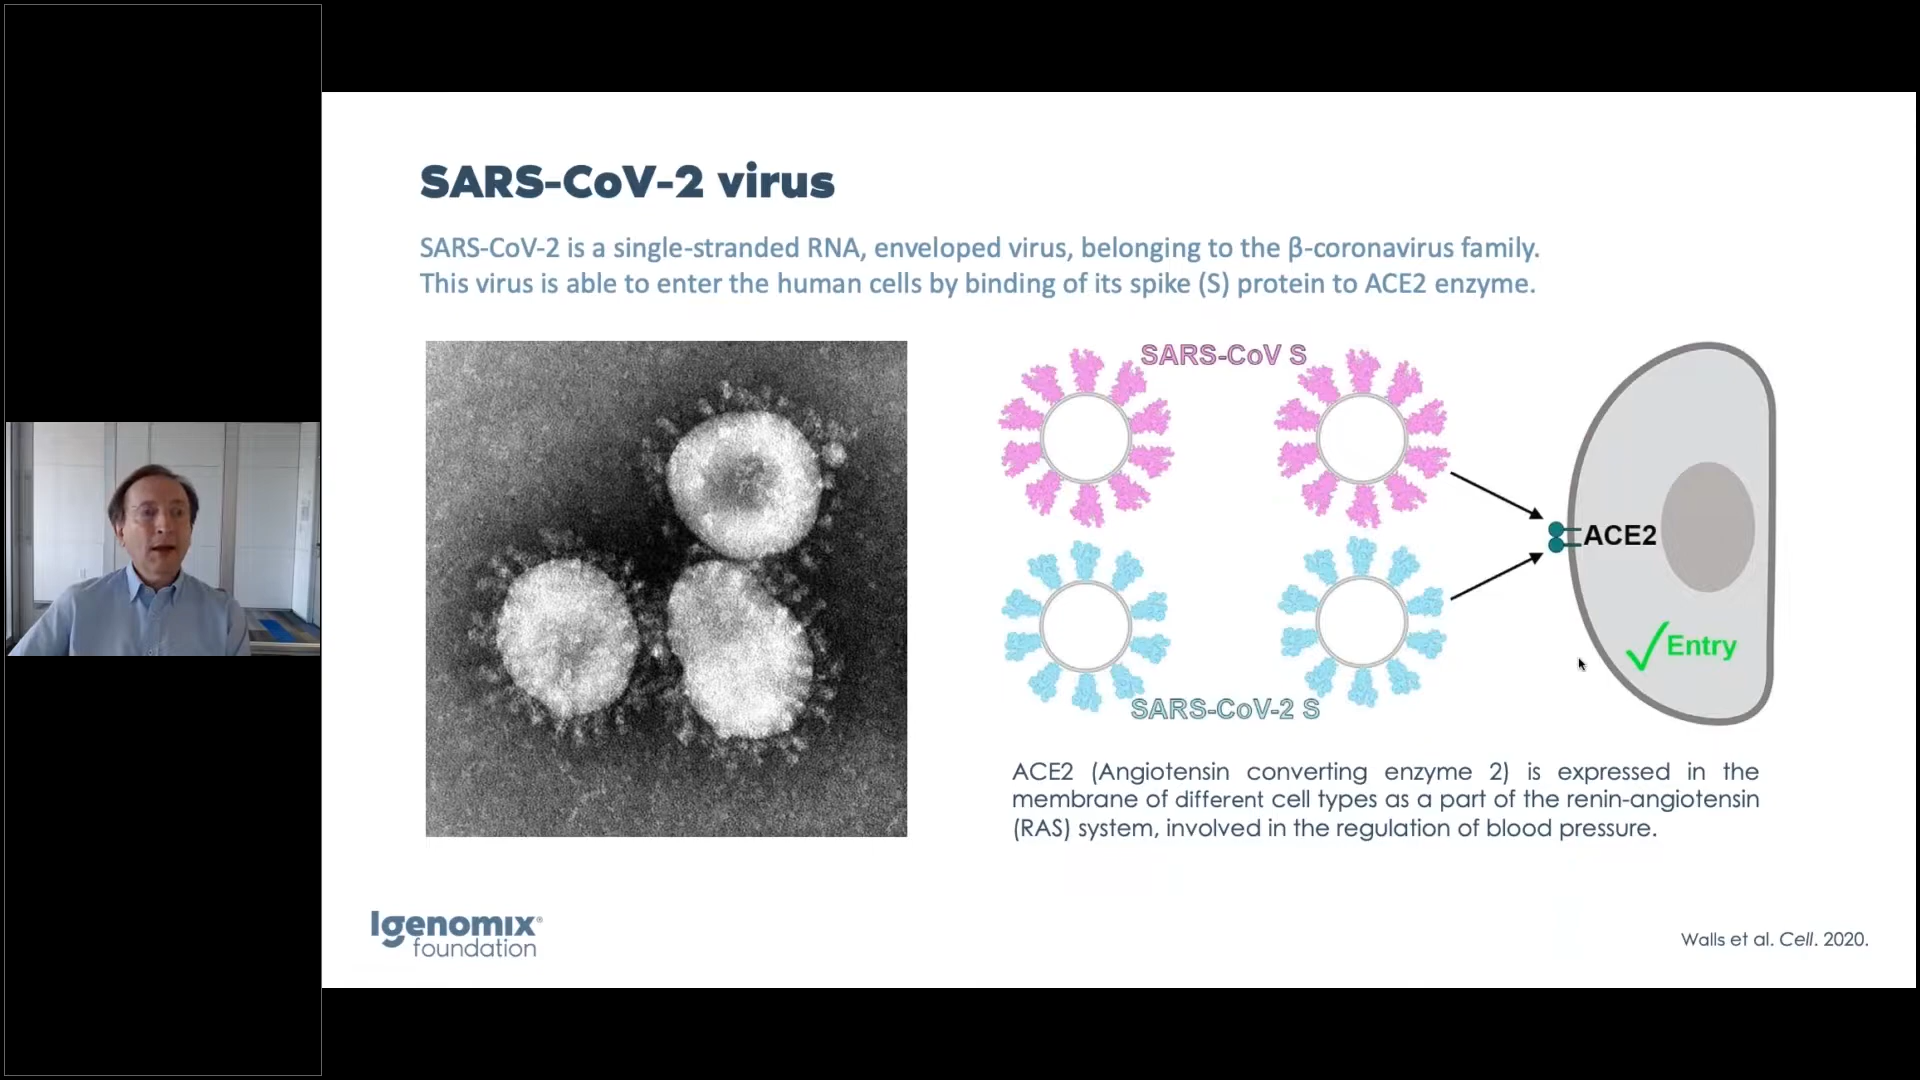 SARS-CoV-2 virus
SARS-CoV-2 is a single-stranded RNA, enveloped virus, belonging to the β-coronavirus family.
This virus is able to enter the human cells by binding of its spike (S) protein to ACE2 enzyme.
SARS-CoV S
ACE2
Entry
SARS-CoV-2 S
ACE2 (Angiotensin converting enzyme 2) is expressed in the
membrane of different cell types as a part of the renin-angiotensin
(RAS) system, involved in the regulation of blood pressure.
Igenomix®
foundation
Walls et al. Cell. 2020.